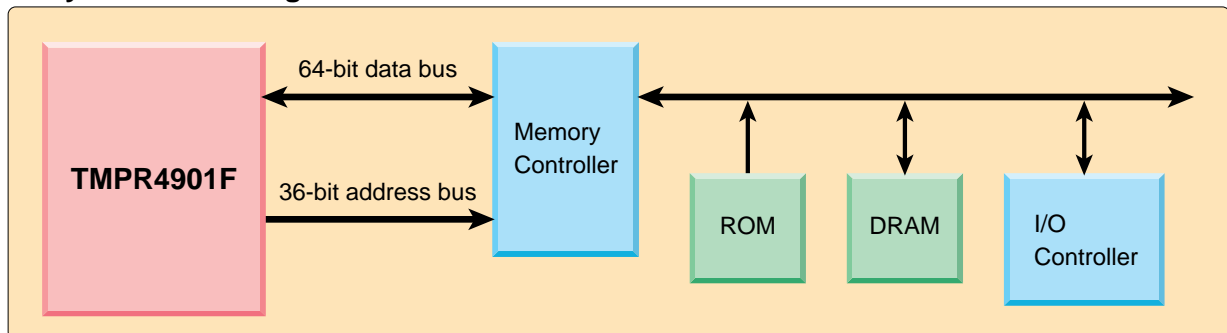 64-bit data bus
TMPR4901F
36-bit address bus
Memory
Controller
ROM
DRAM
I/O
Controller